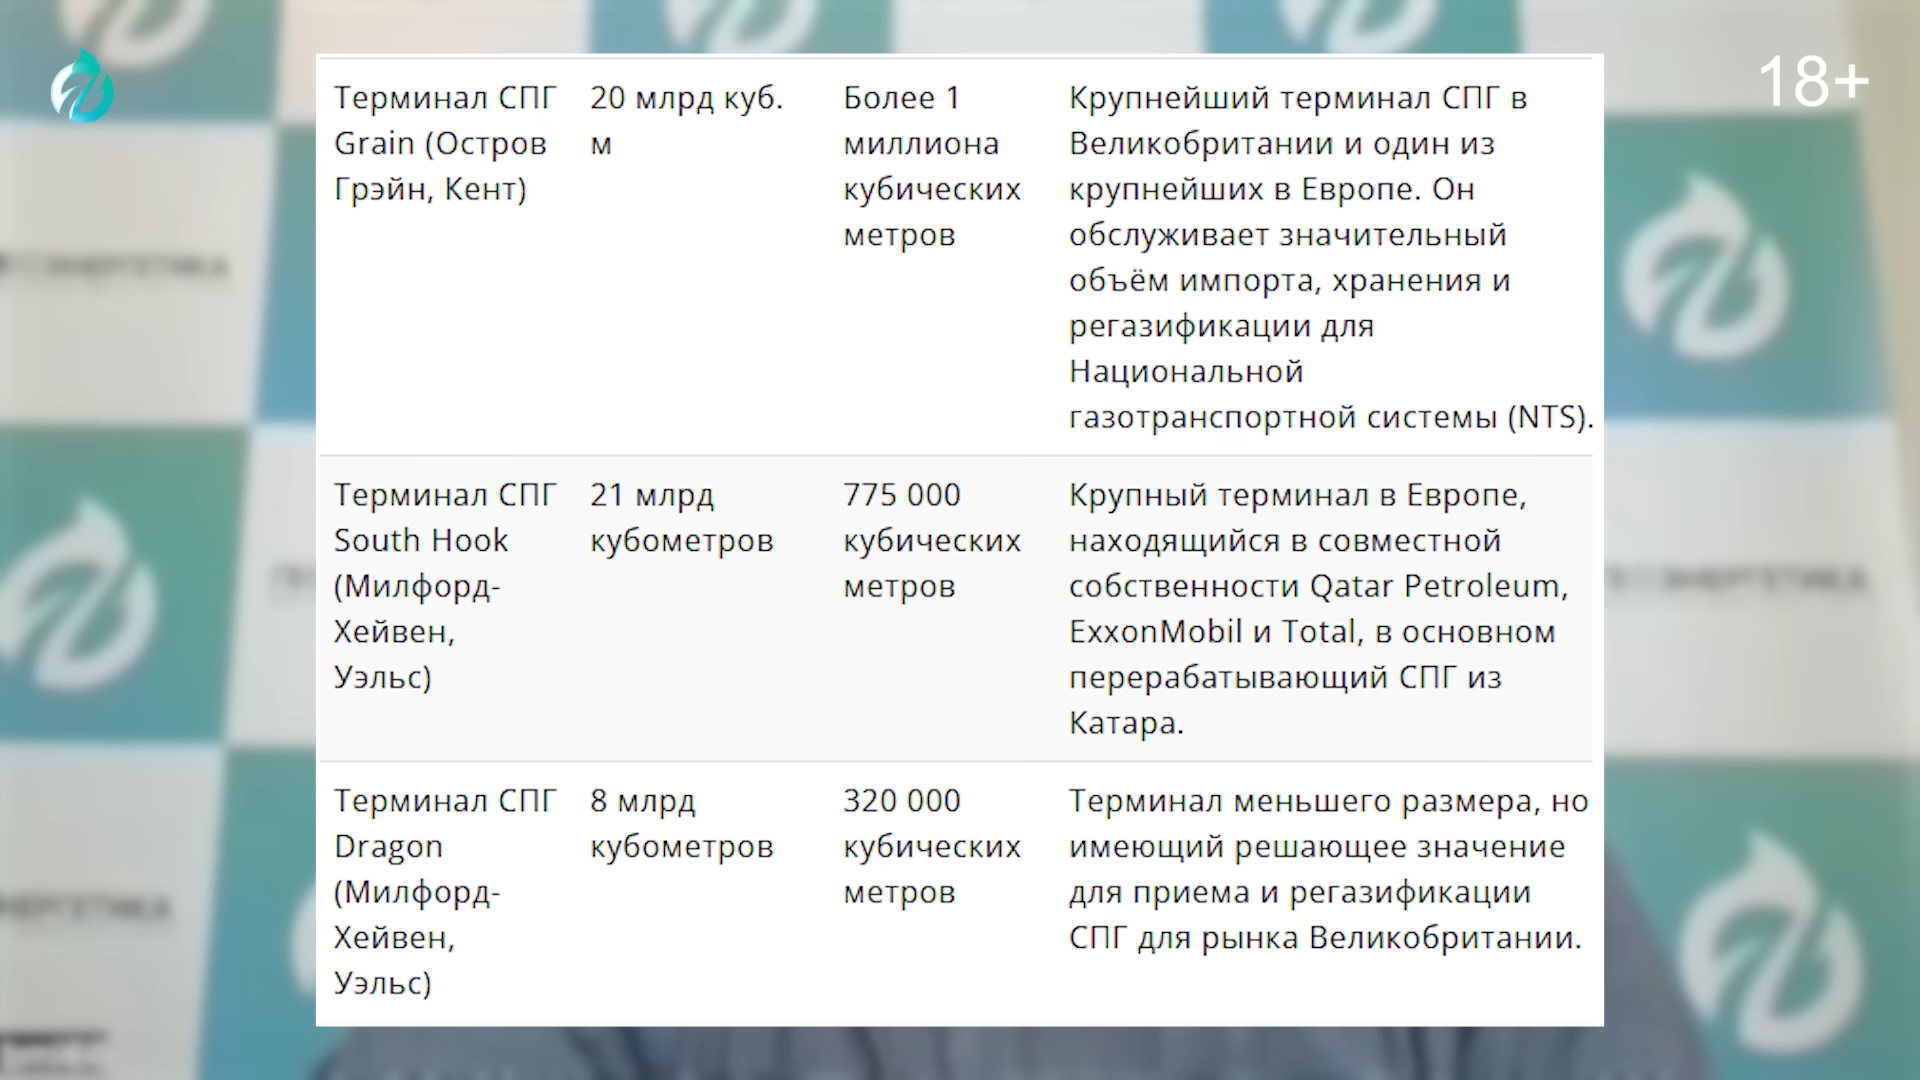 18+
Терминал СПГ
Grain (Остров
Грэйн, Кент)
20 млрд куб.
м
Более 1
миллиона
кубических
метров
Крупнейший терминал СПГ в
Великобритании и один из
крупнейших в Европе. Он
обслуживает значительный
объём импорта, хранения и
регазификации для
Национальной
газотранспортной системы (NTS).
Терминал СПГ
South Hook
(Милфорд-
Хейвен,
Уэльс)
21 млрд
кубометров
775 000
кубических
метров
Крупный терминал в Европе,
находящийся в совместной
собственности Qatar Petroleum,
ExxonMobil и Total, в основном
перерабатывающий СПГ из
Катара.
Терминал СПГ
Dragon
(Милфорд-
Хейвен,
Уэльс)
8 млрд
кубометров
320 000
кубических
метров
Терминал меньшего размера, но
имеющий решающее значение
для приема и регазификации
СПГ для рынка Великобритании.